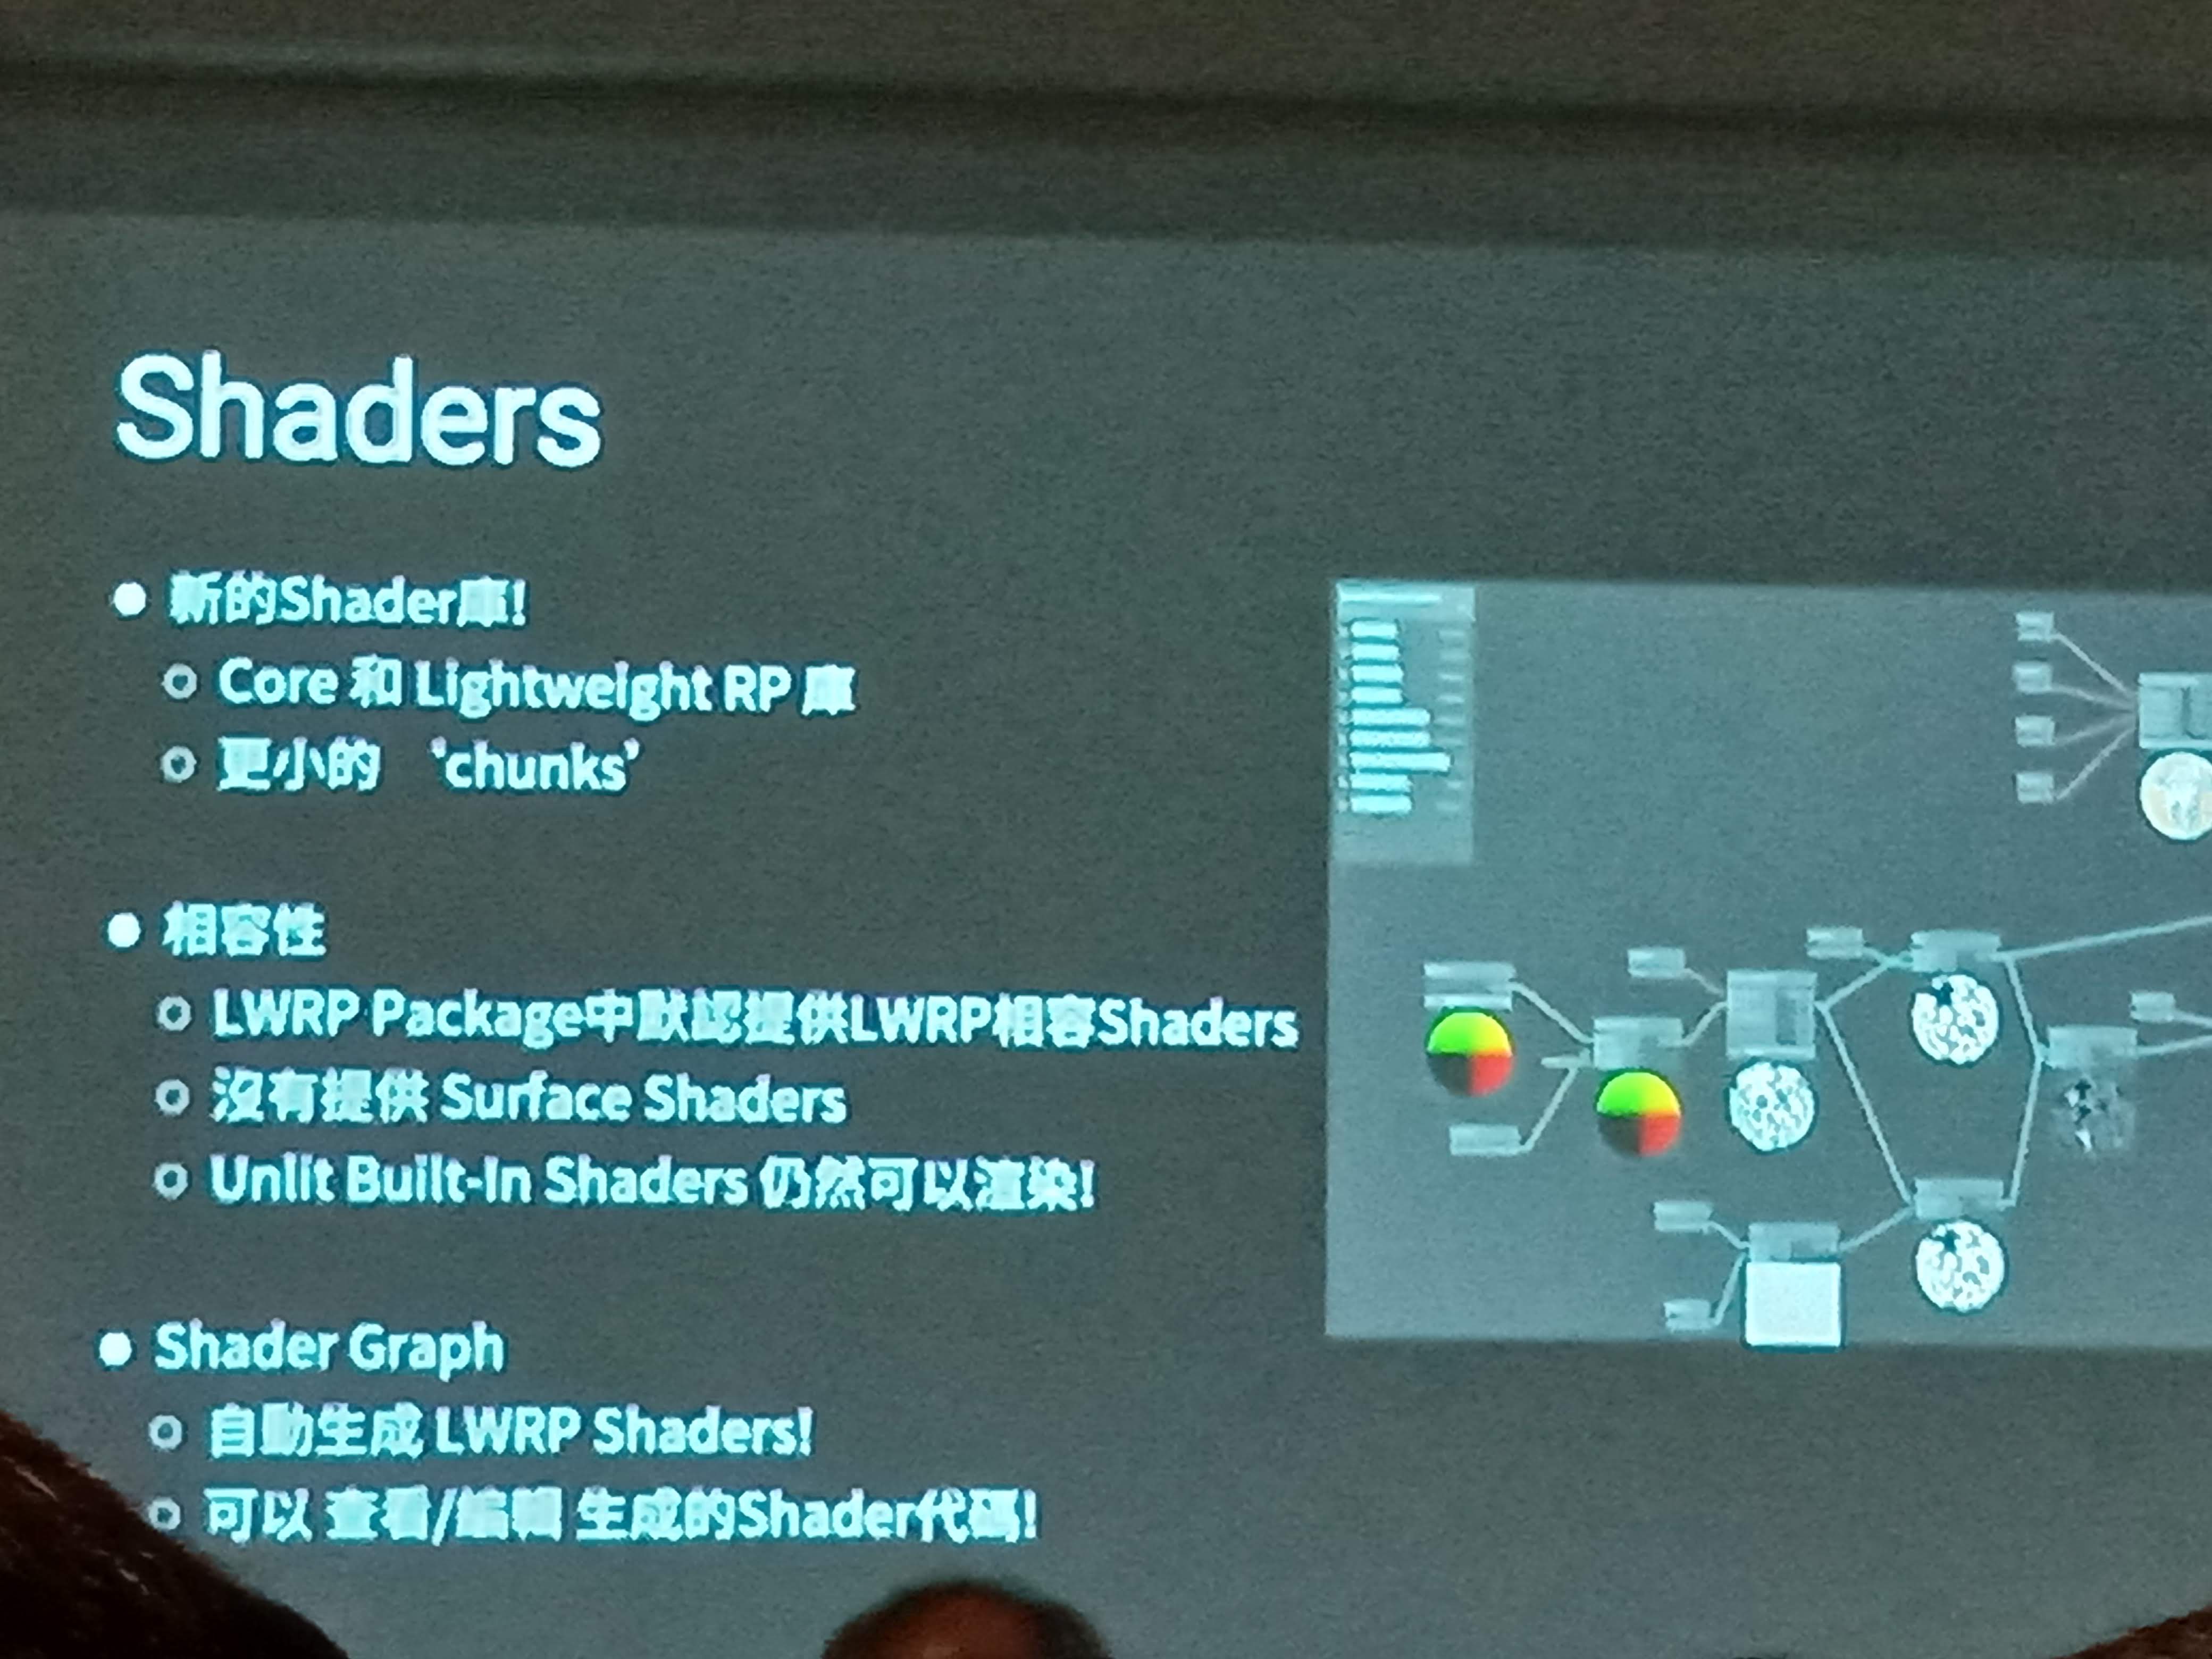 Shaders
● 新的Shader庫!
○ Core 和 Lightweight RP 庫
○ 更小的 'chunks'
● 相容性
○ LWRP Package中默認提供LWRP相容Shaders
○ 沒有提供 Surface Shaders
○ Unlit Built-In Shaders 仍然可以渲染!
● Shader Graph
○ 自動生成 LWRP Shaders!
○ 可以 查看/編輯 生成的Shader代碼!